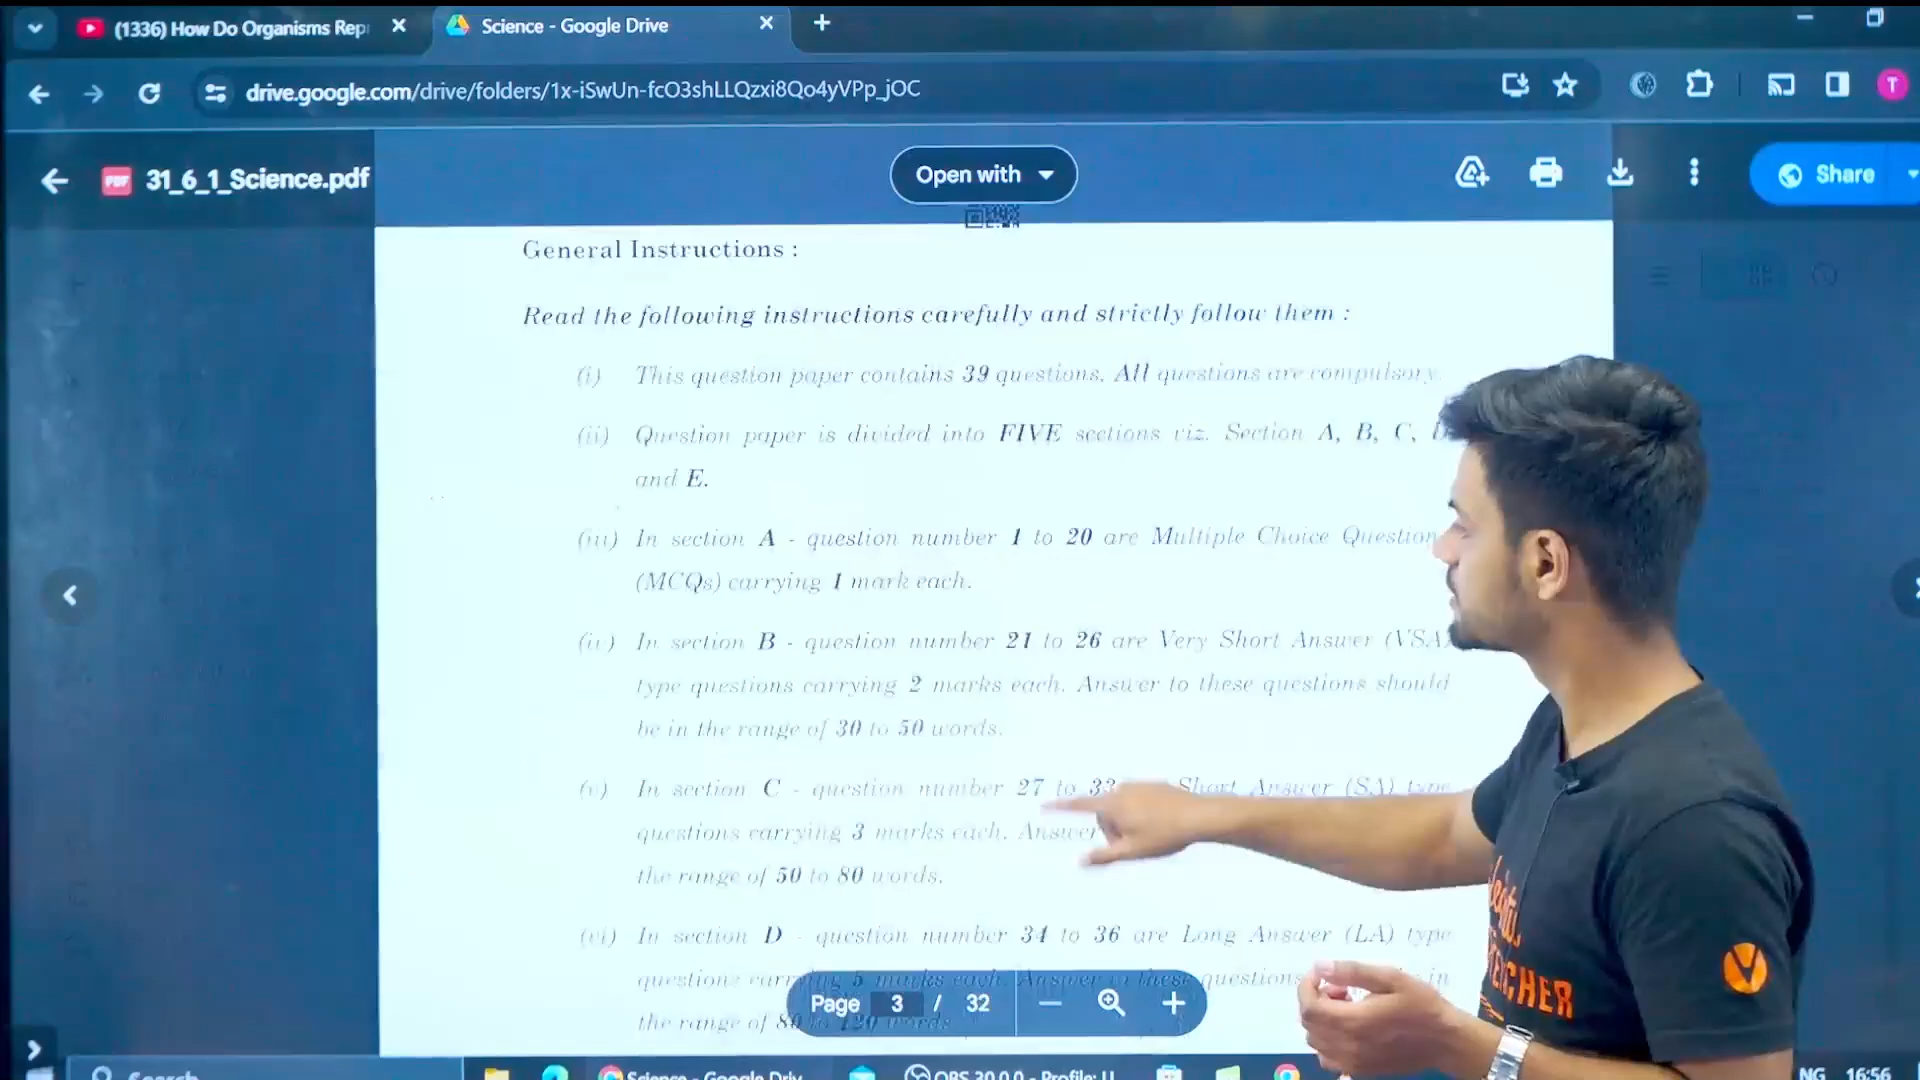 (1336) How Do Organisms Rep
Science - Google Drive
drive.google.com/drive/folders/1x-iSwUn-fcO3shLLQzxi8Qo4yVPp_jOC
T
PDF 31_6_1_Science.pdf
Open with
Share
General Instructions :
Read the following instructions carefully and strictly follow them :
(i) This question paper contains 39 questions. All questions are compulsory.
(ii) Question paper is divided into FIVE sections viz. Section A, B, C, D
and E.
(iii) In section A - question number 1 to 20 are Multiple Choice Question
(MCQs) carrying 1 mark each.
(iv) In section B - question number 21 to 26 are Very Short Answer (VSA)
type questions carrying 2 marks each. Answer to these questions should
be in the range of 30 to 50 words.
(v) In section C - question number 27 to 33 Short Answer (SA) type
questions carrying 3 marks each. Answer
the range of 50 to 80 words.
(vi) In section D - question number 34 to 36 are Long Answer (LA) type
questions carrying 5 marks each. Answer to these questions in
the range of 80 to 120 words
Page 3 / 32
Search
Science - Google Driv
OBS 30.0.0 - Profile: U
NG 16:56